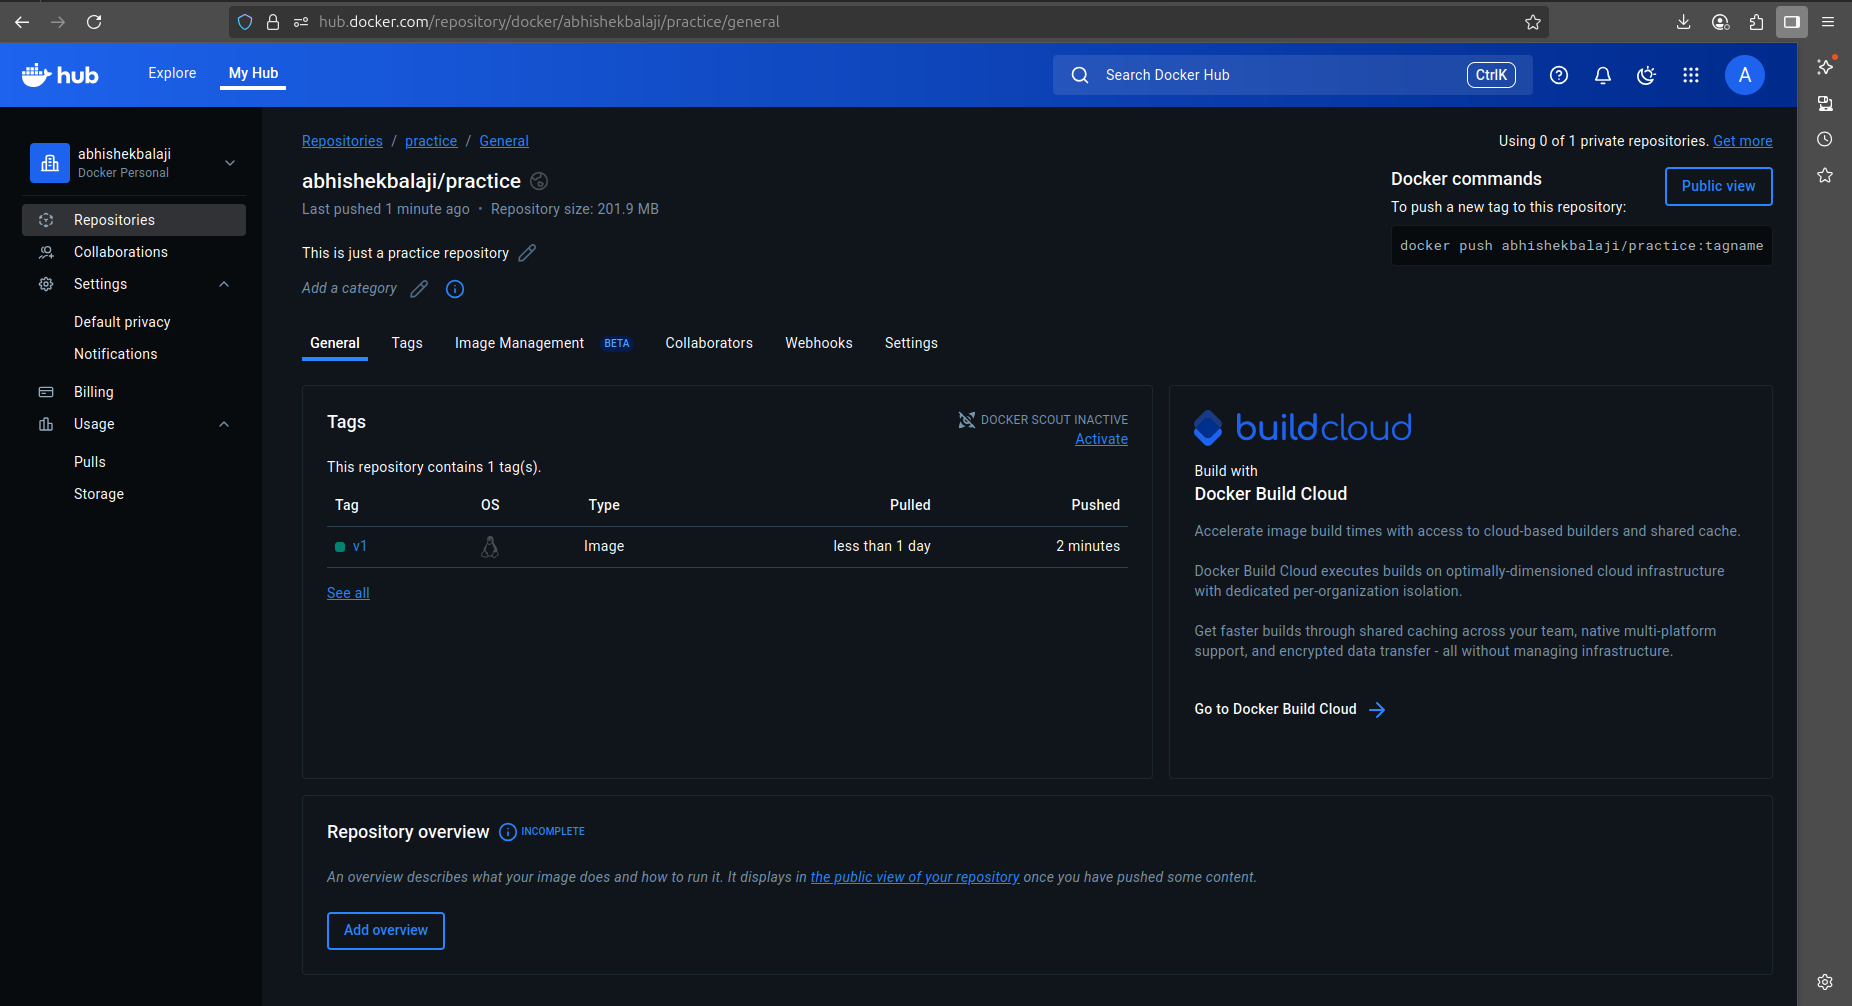 hub.docker.com/repository/docker/abhishekbalaji/practice/general
hub
Explore
My Hub
Search Docker Hub
CtrlK
A
abhishekbalaji
Docker Personal
Repositories
Collaborations
Settings
Default privacy
Notifications
Billing
Usage
Pulls
Storage
Repositories / practice / General
Using 0 of 1 private repositories. Get more
abhishekbalaji/practice
Last pushed 1 minute ago • Repository size: 201.9 MB
This is just a practice repository
Add a category
Docker commands
Public view
To push a new tag to this repository:
docker push abhishekbalaji/practice:tagname
General Tags Image Management BETA Collaborators Webhooks Settings
Tags
DOCKER SCOUT INACTIVE
Activate
This repository contains 1 tag(s).
Tag OS Type Pulled Pushed
v1 Image less than 1 day 2 minutes
See all
buildcloud
Build with
Docker Build Cloud
Accelerate image build times with access to cloud-based builders and shared cache.
Docker Build Cloud executes builds on optimally-dimensioned cloud infrastructure
with dedicated per-organization isolation.
Get faster builds through shared caching across your team, native multi-platform
support, and encrypted data transfer - all without managing infrastructure.
Go to Docker Build Cloud
Repository overview INCOMPLETE
An overview describes what your image does and how to run it. It displays in the public view of your repository once you have pushed some content.
Add overview